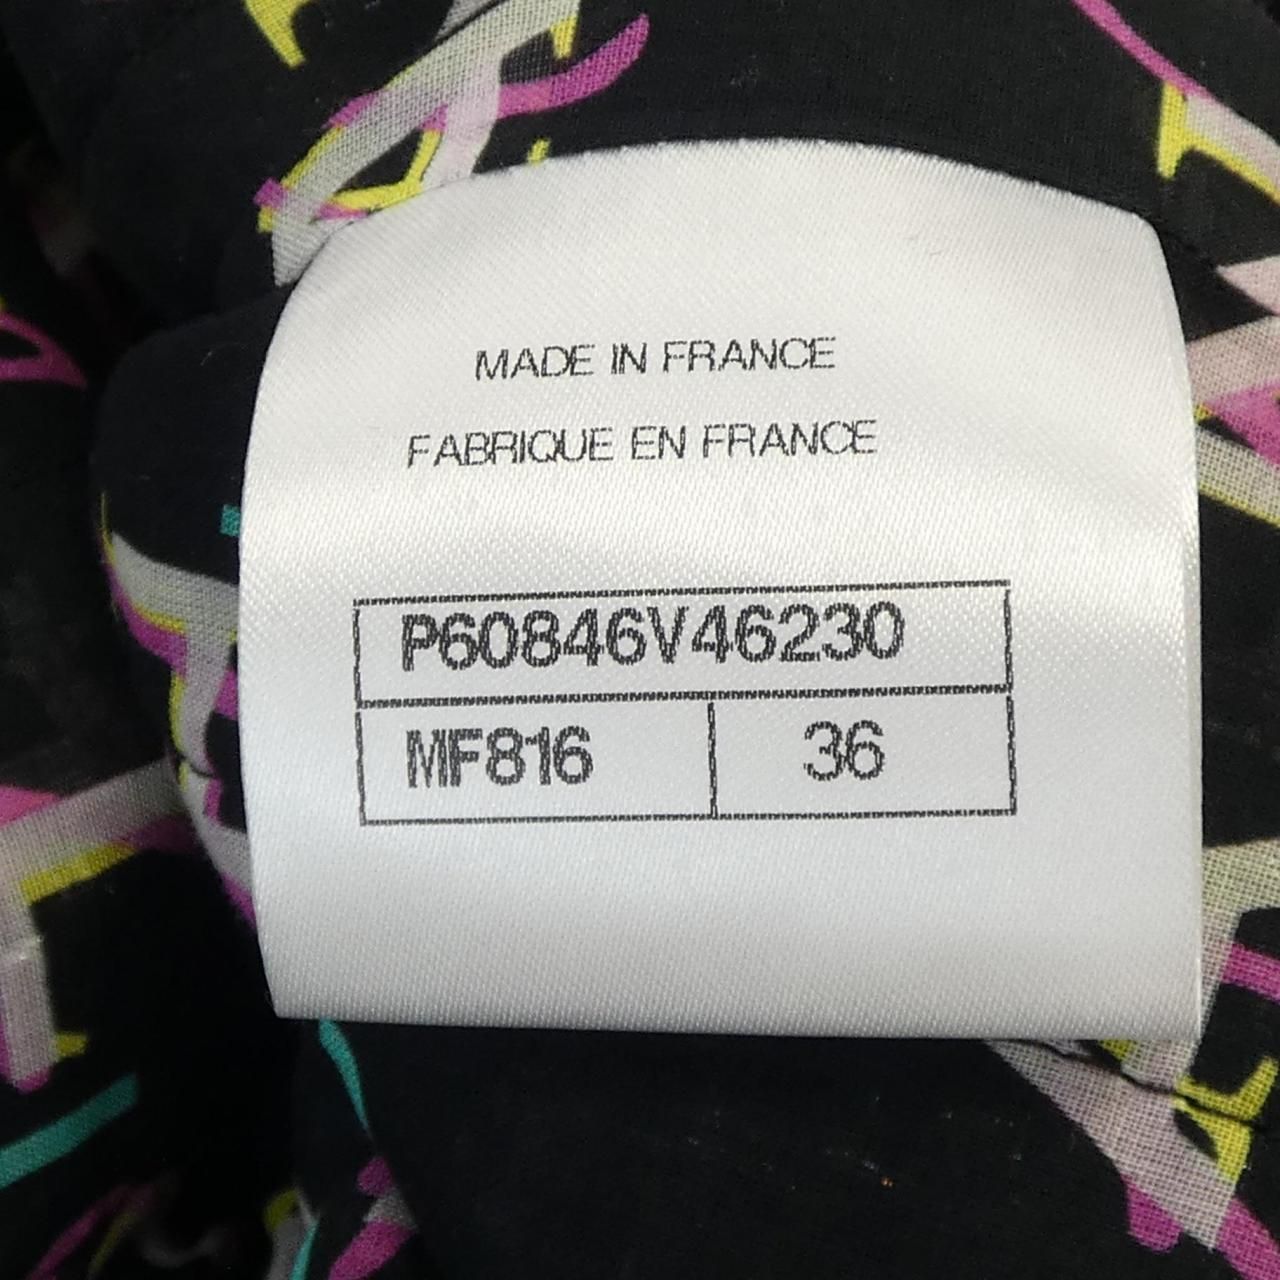 MADE IN FRANCE
FABRIQUE EN FRANCE
P60846V46230
MF816 36